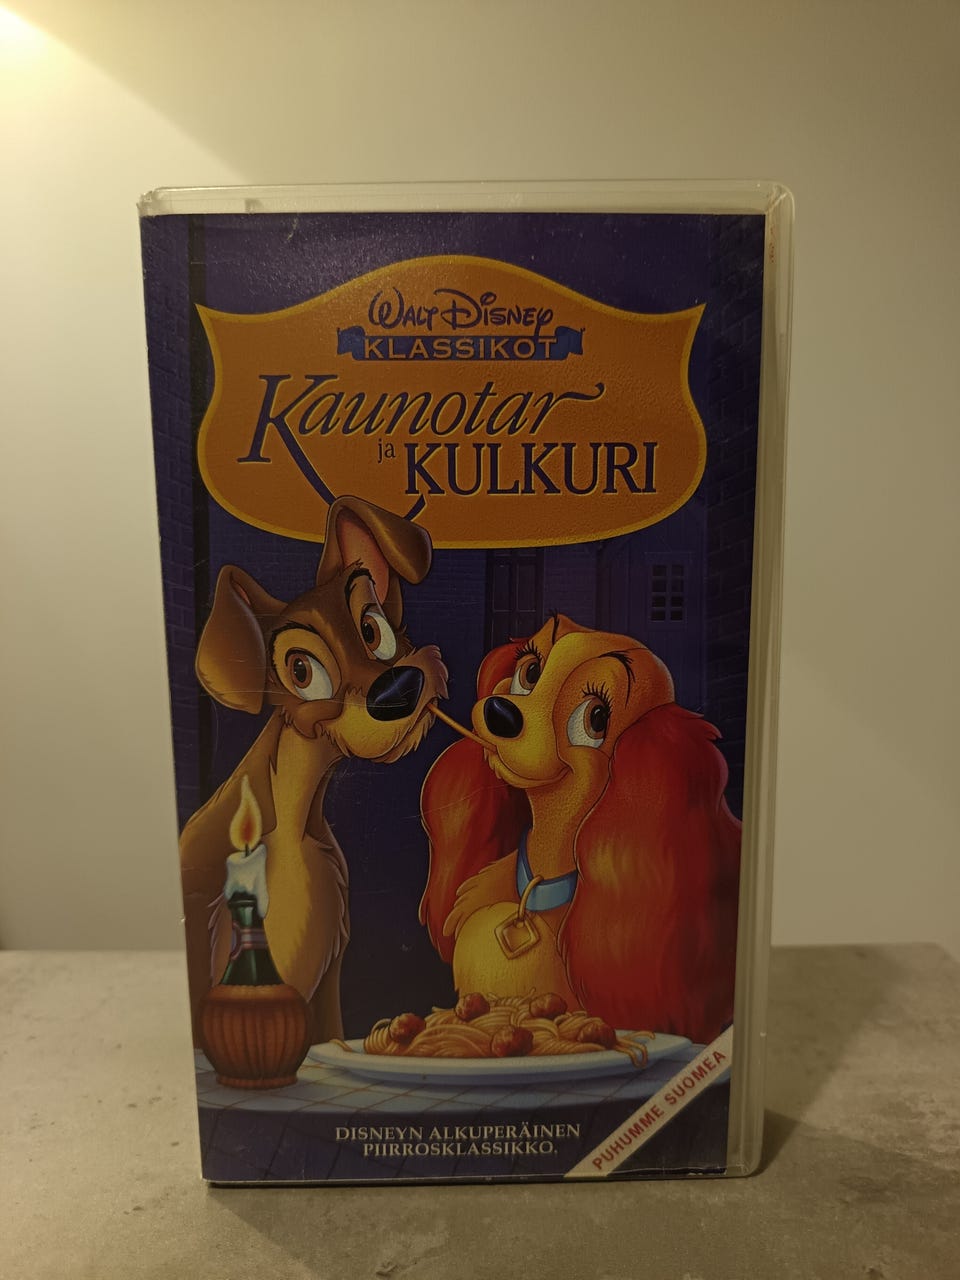 WALT DISNEY
KLASSIKOT
Kaunotar
ja KULKURI
DISNEYN ALKUPERÄINEN
PIIRROSKLASSIKKO.
PUHUMME SUOMEA